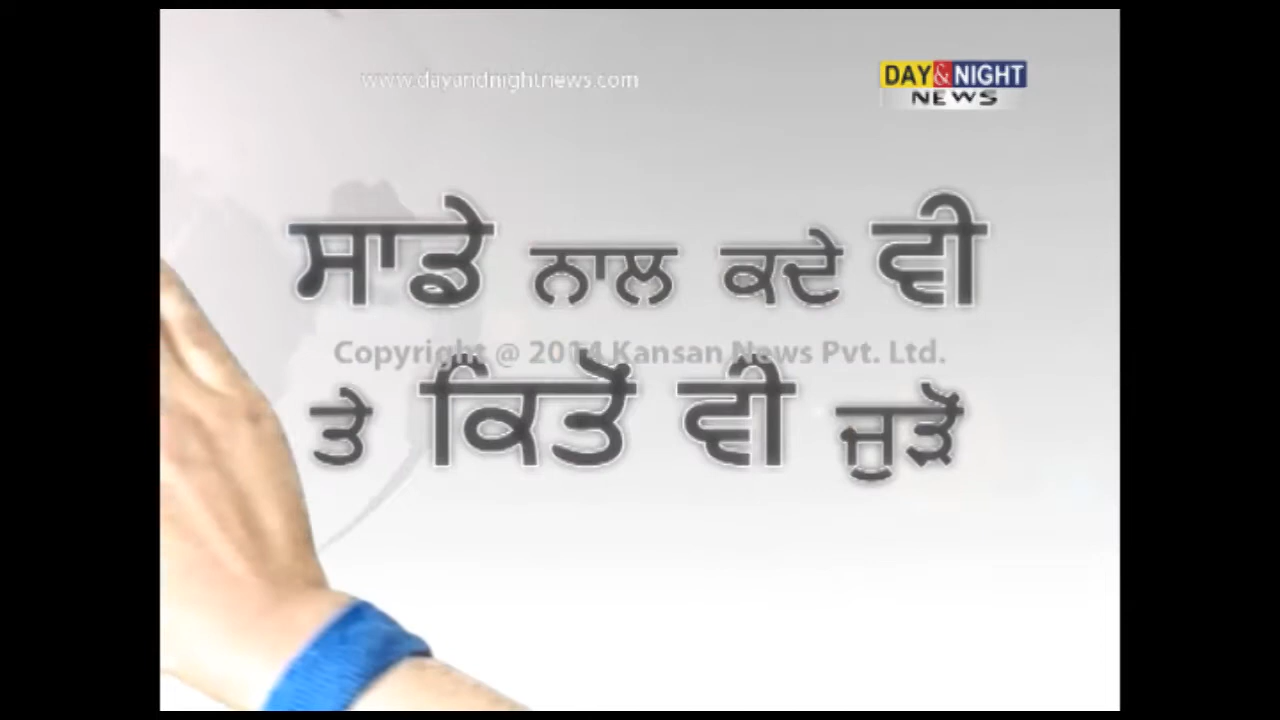 www.dayandnightnews.com
DAY&NIGHT
NEWS
ਸਾਡੇ ਨਾਲ ਕਦੇ ਵੀ
Copyright @ 2014 Kansan News Pvt. Ltd.
ਤੇ ਕਿਤੋਂ ਵੀ ਜੁੜੋਂ